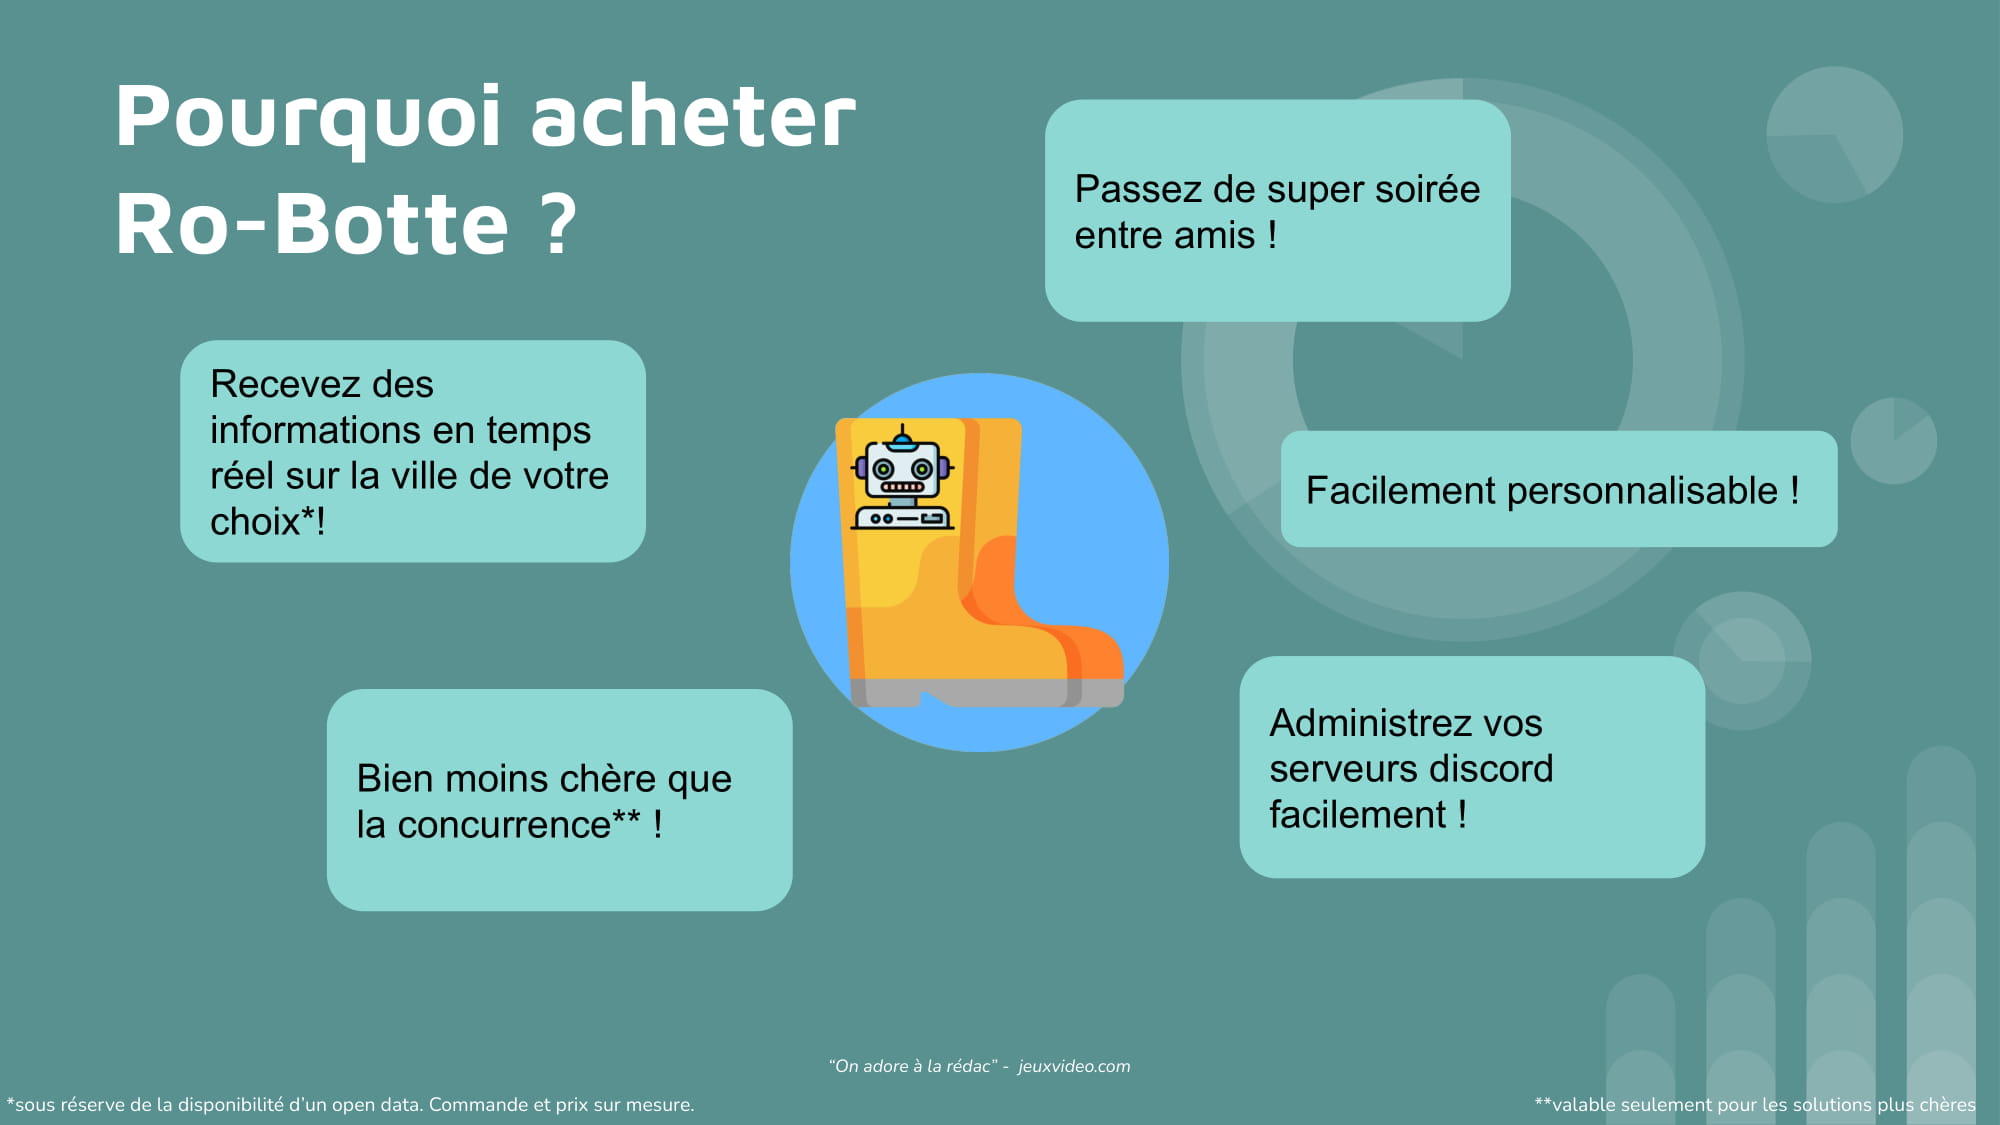 Pourquoi acheter
Ro-Botte ?
Passez de super soirée
entre amis !
Recevez des
informations en temps
réel sur la ville de votre
choix*!
Facilement personnalisable !
Bien moins chère que
la concurrence** !
Administrez vos
serveurs discord
facilement !
“On adore à la rédac” - jeuxvideo.com
*sous réserve de la disponibilité d’un open data. Commande et prix sur mesure.
**valable seulement pour les solutions plus chères